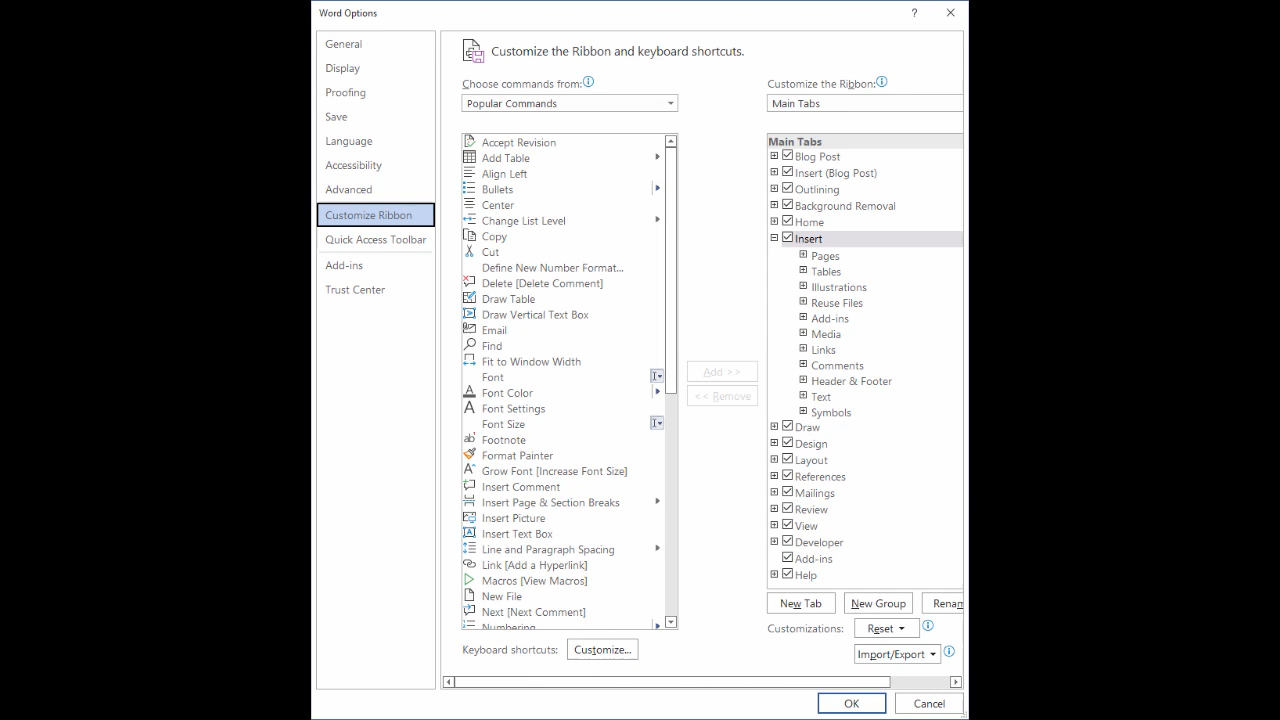 Word Options
General
Display
Proofing
Save
Language
Accessibility
Advanced
Customize Ribbon
Quick Access Toolbar
Add-ins
Trust Center
Customize the Ribbon and keyboard shortcuts.
Choose commands from:
Popular Commands
Accept Revision
Add Table
Align Left
Bullets
Center
Change List Level
Copy
Cut
Define New Number Format...
Delete [Delete Comment]
Draw Table
Draw Vertical Text Box
Email
Find
Fit to Window Width
Font
Font Color
Font Settings
Font Size
Footnote
Format Painter
Grow Font [Increase Font Size]
Insert Comment
Insert Page & Section Breaks
Insert Picture
Insert Text Box
Line and Paragraph Spacing
Link [Add a Hyperlink]
Macros [View Macros]
New File
Next [Next Comment]
Numbering
Keyboard shortcuts: Customize...
Add >>
<< Remove
Customize the Ribbon:
Main Tabs
Main Tabs
Blog Post
Insert (Blog Post)
Outlining
Background Removal
Home
Insert
Pages
Tables
Illustrations
Reuse Files
Add-ins
Media
Links
Comments
Header & Footer
Text
Symbols
Draw
Design
Layout
References
Mailings
Review
View
Developer
Add-ins
Help
New Tab New Group Renam
Customizations: Reset
Import/Export
OK Cancel